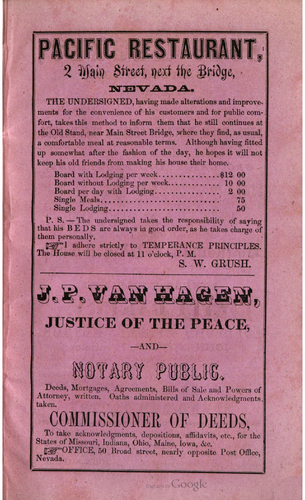 PACIFIC RESTAURANT,
2 Main Street, next the Bridge,
NEVADA.
THE UNDERSIGNED, having made alterations and improve-
ments for the convenience of his customers and for public com-
fort, takes this method to inform them that he still continues at
the Old Stand, near Main Street Bridge, where they find, as usual,
a comfortable meal at reasonable terms. Although having fitted
up somewhat after the fashion of the day, he hopes it will not
keep his old friends from making his house their home.
Board with Lodging per week $12 00
Board without Lodging per week 10 00
Board per day with Lodging 2 00
Single Meals 75
Single Lodging 50
P. S.—The undersigned takes the responsibility of saying
that his BEDS are always in good order, as he takes charge of
them personally.
☞I adhere strictly to TEMPERANCE PRINCIPLES.
The House will be closed at 11 o'clock, P. M.
S. W. GRUSH.
J. P. VAN HAGEN,
JUSTICE OF THE PEACE,
—AND—
NOTARY PUBLIC.
Deeds, Mortgages, Agreements, Bills of Sale and Powers of
Attorney, written. Oaths administered and Acknowledgments
taken.
COMMISSIONER OF DEEDS,
To take acknowledgments, depositions, affidavits, etc., for the
States of Missouri, Indiana, Ohio, Maine, Iowa, &c.
☞OFFICE, 50 Broad street, nearly opposite Post Office,
Nevada.
Google